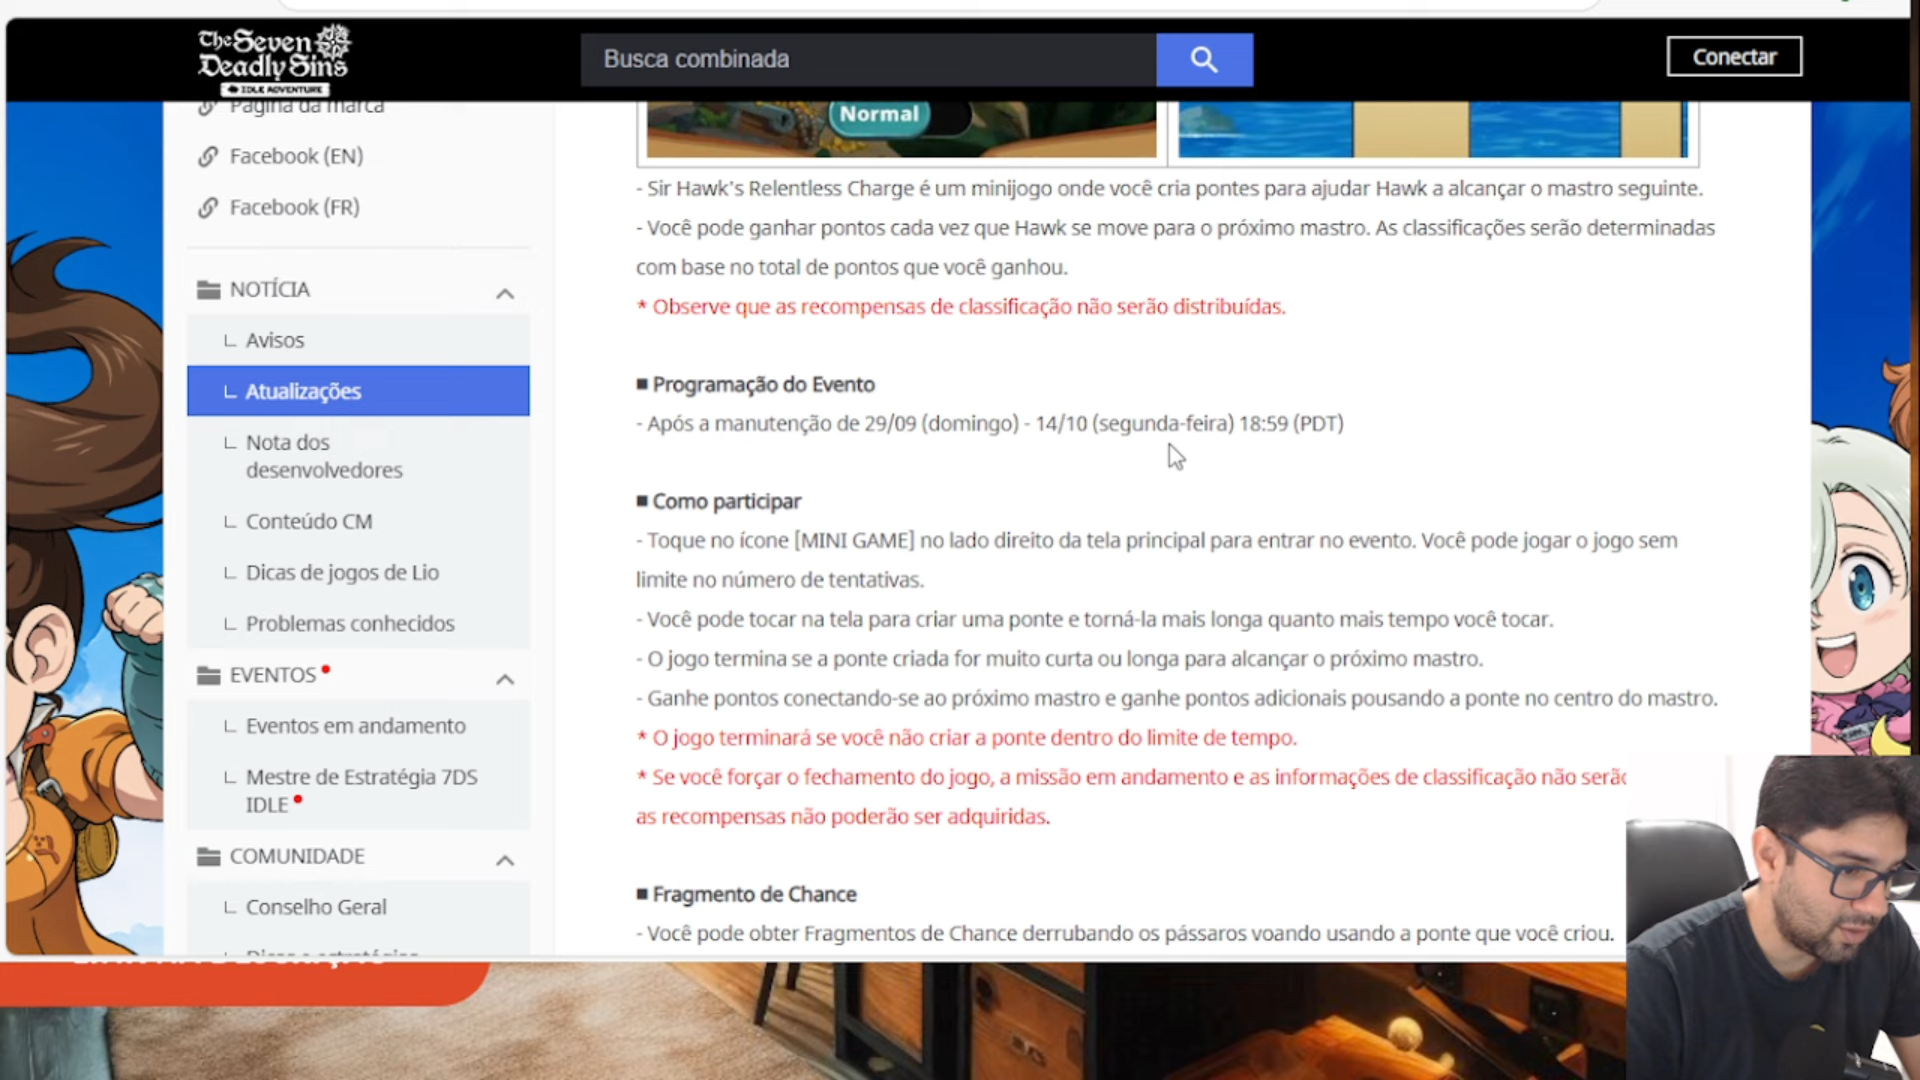 The Seven
Deadly Sins
IDLE ADVENTURE
Busca combinada
Conectar
Página da marca
Facebook (EN)
Facebook (FR)
NOTÍCIA
Avisos
Atualizações
Nota dos
desenvolvedores
Conteúdo CM
Dicas de jogos de Lio
Problemas conhecidos
EVENTOS
Eventos em andamento
Mestre de Estratégia 7DS
IDLE
COMUNIDADE
Conselho Geral
Normal
- Sir Hawk's Relentless Charge é um minijogo onde você cria pontes para ajudar Hawk a alcançar o mastro seguinte.
- Você pode ganhar pontos cada vez que Hawk se move para o próximo mastro. As classificações serão determinadas
com base no total de pontos que você ganhou.
* Observe que as recompensas de classificação não serão distribuídas.
■ Programação do Evento
- Após a manutenção de 29/09 (domingo) - 14/10 (segunda-feira) 18:59 (PDT)
■ Como participar
- Toque no ícone [MINI GAME] no lado direito da tela principal para entrar no evento. Você pode jogar o jogo sem
limite no número de tentativas.
- Você pode tocar na tela para criar uma ponte e torná-la mais longa quanto mais tempo você tocar.
- O jogo termina se a ponte criada for muito curta ou longa para alcançar o próximo mastro.
- Ganhe pontos conectando-se ao próximo mastro e ganhe pontos adicionais pousando a ponte no centro do mastro.
* O jogo terminará se você não criar a ponte dentro do limite de tempo.
* Se você forçar o fechamento do jogo, a missão em andamento e as informações de classificação não serão
as recompensas não poderão ser adquiridas.
■ Fragmento de Chance
- Você pode obter Fragmentos de Chance derrubando os pássaros voando usando a ponte que você criou.